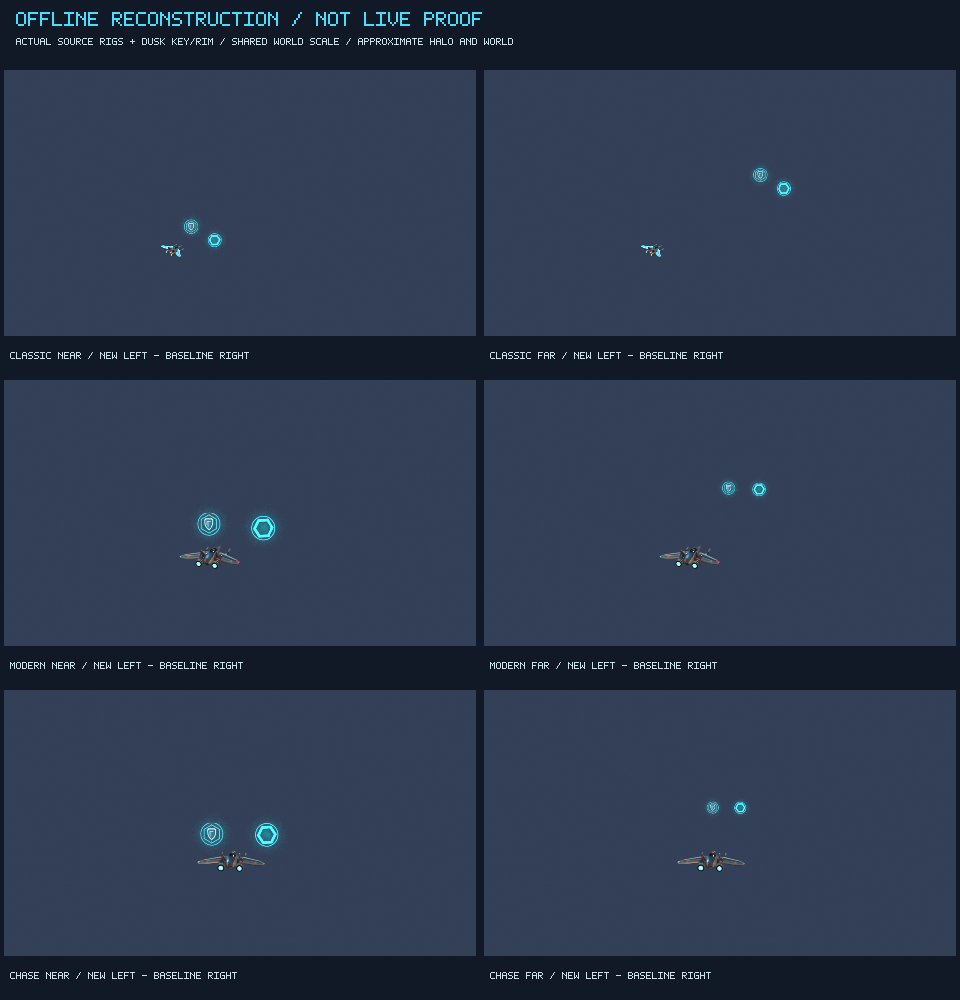 OFFLINE RECONSTRUCTION / NOT LIVE PROOF
ACTUAL SOURCE RIGS + DUSK KEY/RIM / SHARED WORLD SCALE / APPROXIMATE HALO AND WORLD
CLASSIC NEAR / NEW LEFT - BASELINE RIGHT
CLASSIC FAR / NEW LEFT - BASELINE RIGHT
MODERN NEAR / NEW LEFT - BASELINE RIGHT
MODERN FAR / NEW LEFT - BASELINE RIGHT
CHASE NEAR / NEW LEFT - BASELINE RIGHT
CHASE FAR / NEW LEFT - BASELINE RIGHT